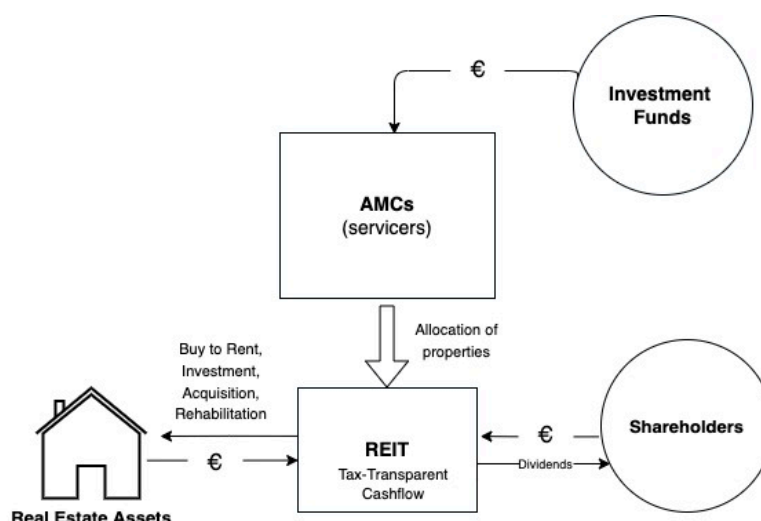 €
Investment
Funds
AMCs
(servicers)
Allocation of
properties
Buy to Rent,
Investment,
Acquisition,
Rehabilitation
€
REIT
Tax-Transparent
Cashflow
€
Dividends
Shareholders
Real Estate Assets